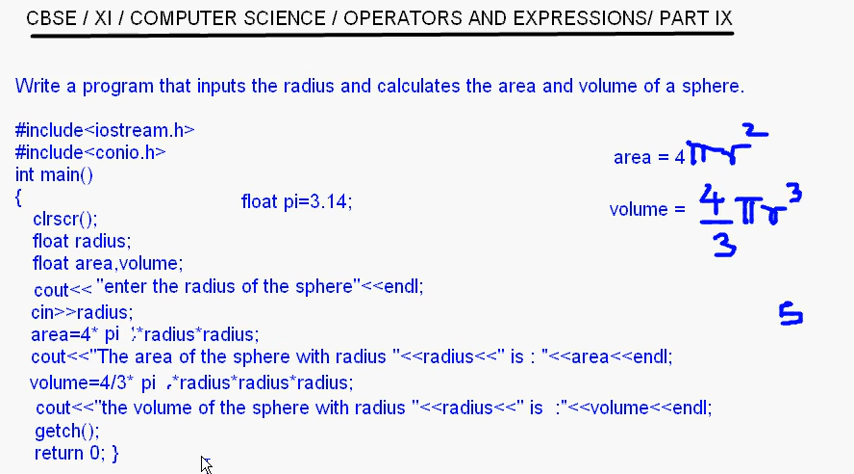 CBSE / XI / COMPUTER SCIENCE / OPERATORS AND EXPRESSIONS/ PART IX
Write a program that inputs the radius and calculates the area and volume of a sphere.
#include<iostream.h>
#include<conio.h>
int main()
{ float pi=3.14;
clrscr();
float radius;
float area,volume;
cout<< "enter the radius of the sphere"<<endl;
cin>>radius;
area=4* pi *radius*radius;
cout<<"The area of the sphere with radius "<<radius<<" is : "<<area<<endl;
volume=4/3* pi *radius*radius*radius;
cout<<"the volume of the sphere with radius "<<radius<<" is :"<<volume<<endl;
getch();
return 0; }
area = 4πr²
volume = 4/3 πr³
5